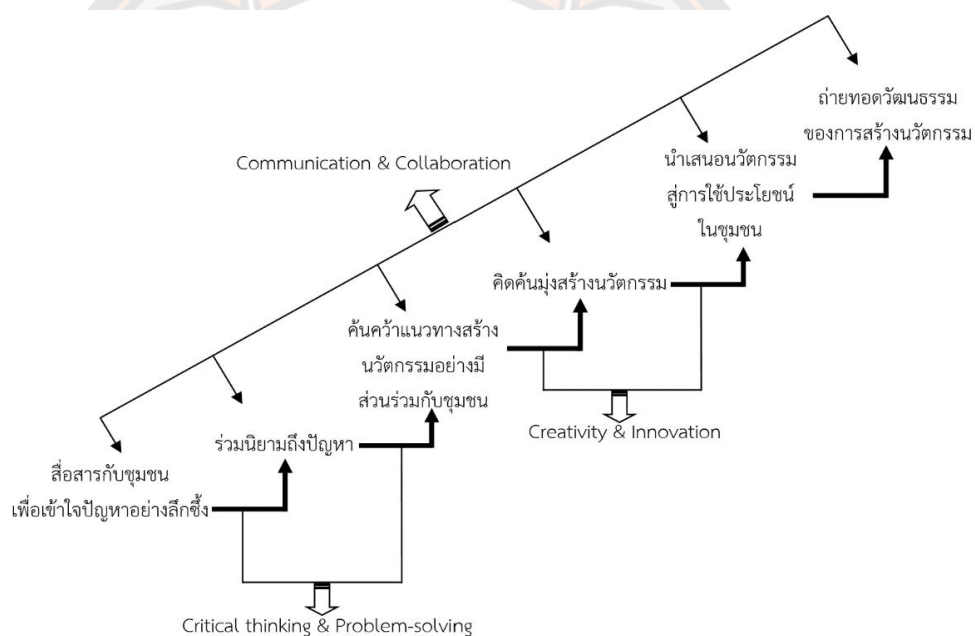 ถ่ายทอดวัฒนธรรม
ของการสร้างนวัตกรรม
Communication & Collaboration
นำเสนอนวัตกรรม
สู่การใช้ประโยชน์
ในชุมชน
คิดค้นมุ่งสร้างนวัตกรรม
ค้นคว้าแนวทางสร้าง
นวัตกรรมอย่างมี
ส่วนร่วมกับชุมชน
Creativity & Innovation
ร่วมนิยามถึงปัญหา
สื่อสารกับชุมชน
เพื่อเข้าใจปัญหาอย่างลึกซึ้ง
Critical thinking & Problem-solving